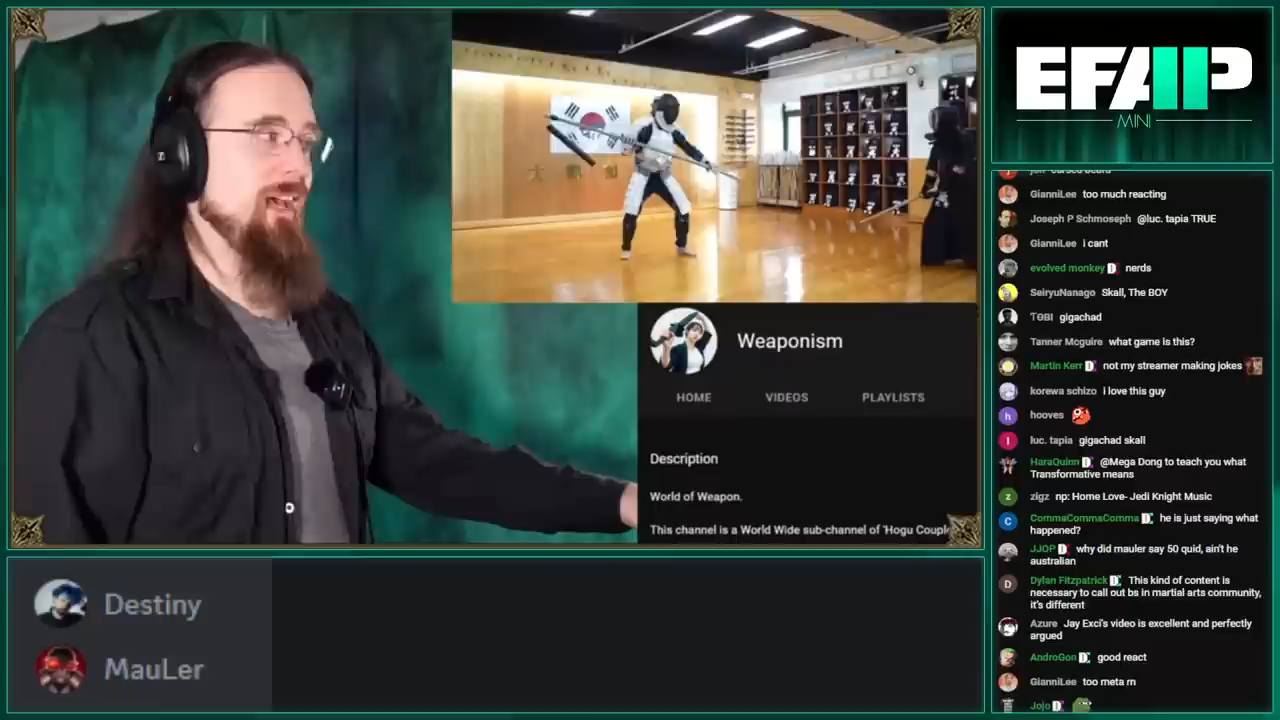 EFAP
MINI
Weaponism
HOME VIDEOS PLAYLISTS
Description
World of Weapon.
This channel is a World Wide sub-channel of 'Hogu Couple
Destiny
MauLer
GianniLee too much reacting
Joseph P Schmoseph @luc. tapia TRUE
GianniLee i cant
evolved monkey nerds
SeiryuNanago Skall, The BOY
TΘBI gigachad
Tanner Mcguire what game is this?
Martin Kerr not my streamer making jokes
korewa schizo i love this guy
hooves
luc. tapia gigachad skall
HaraQuinn @Mega Dong to teach you what
Transformative means
zigz np: Home Love- Jedi Knight Music
CommaCommaComma he is just saying what
happened?
JJOP why did mauler say 50 quid, ain't he
australian
Dylan Fitzpatrick This kind of content is
necessary to call out bs in martial arts community,
it's different
Azure Jay Exci's video is excellent and perfectly
argued
AndroGon good react
GianniLee too meta rn
Jojo